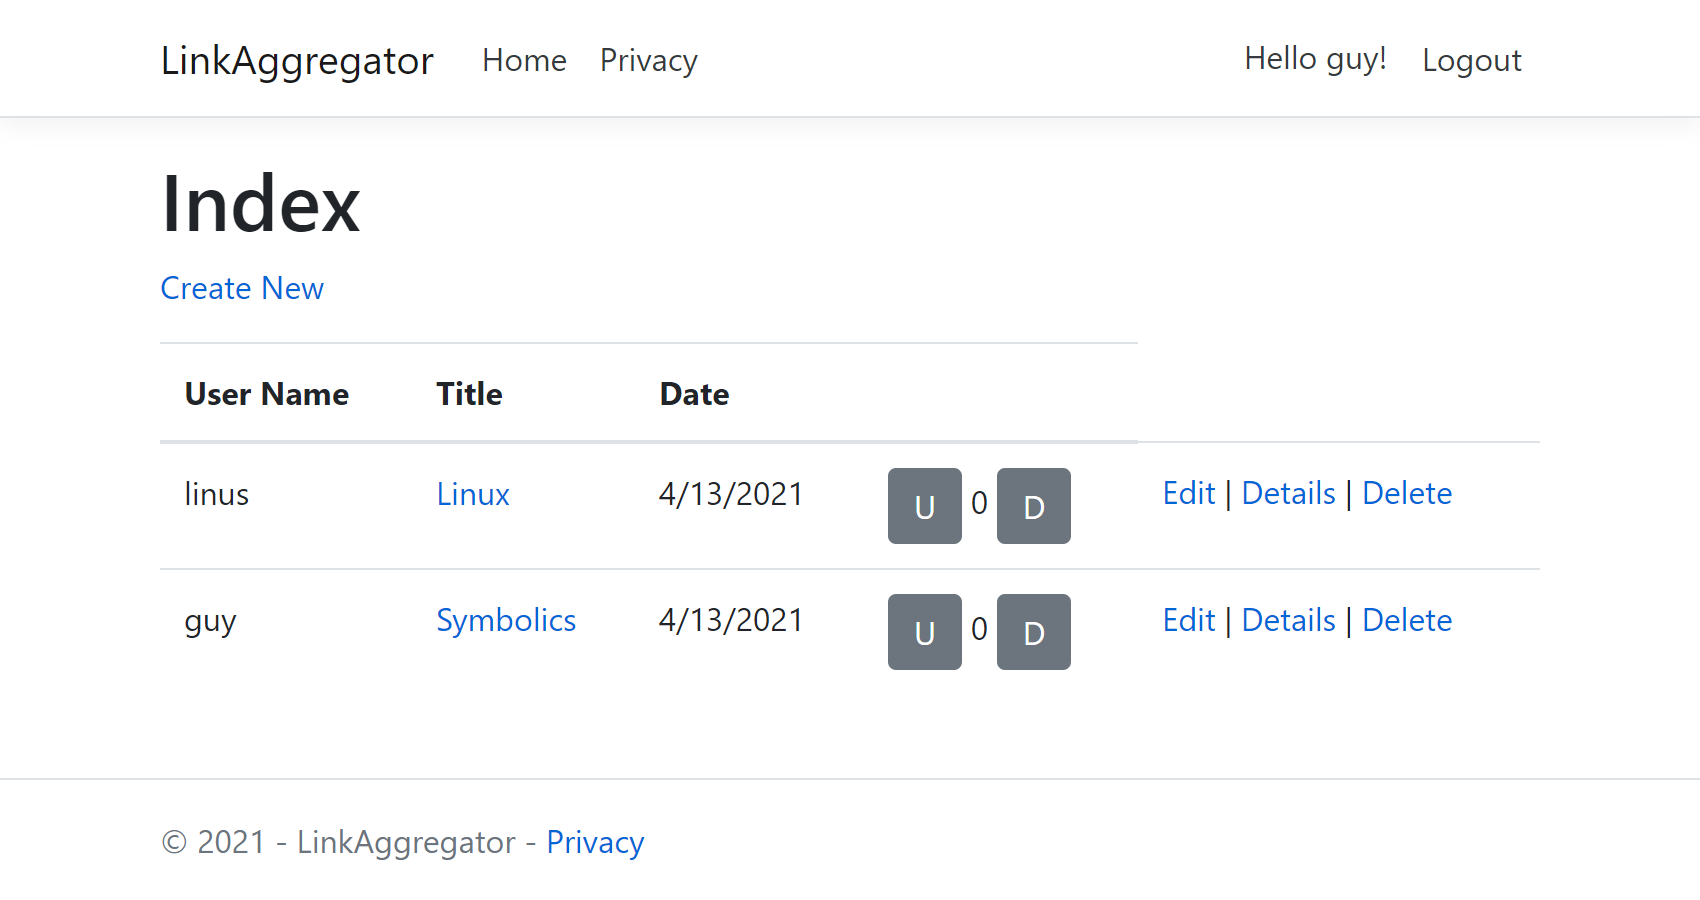 LinkAggregator Home Privacy Hello guy! Logout
Index
Create New
User Name Title Date
linus Linux 4/13/2021 U 0 D Edit | Details | Delete
guy Symbolics 4/13/2021 U 0 D Edit | Details | Delete
© 2021 - LinkAggregator - Privacy